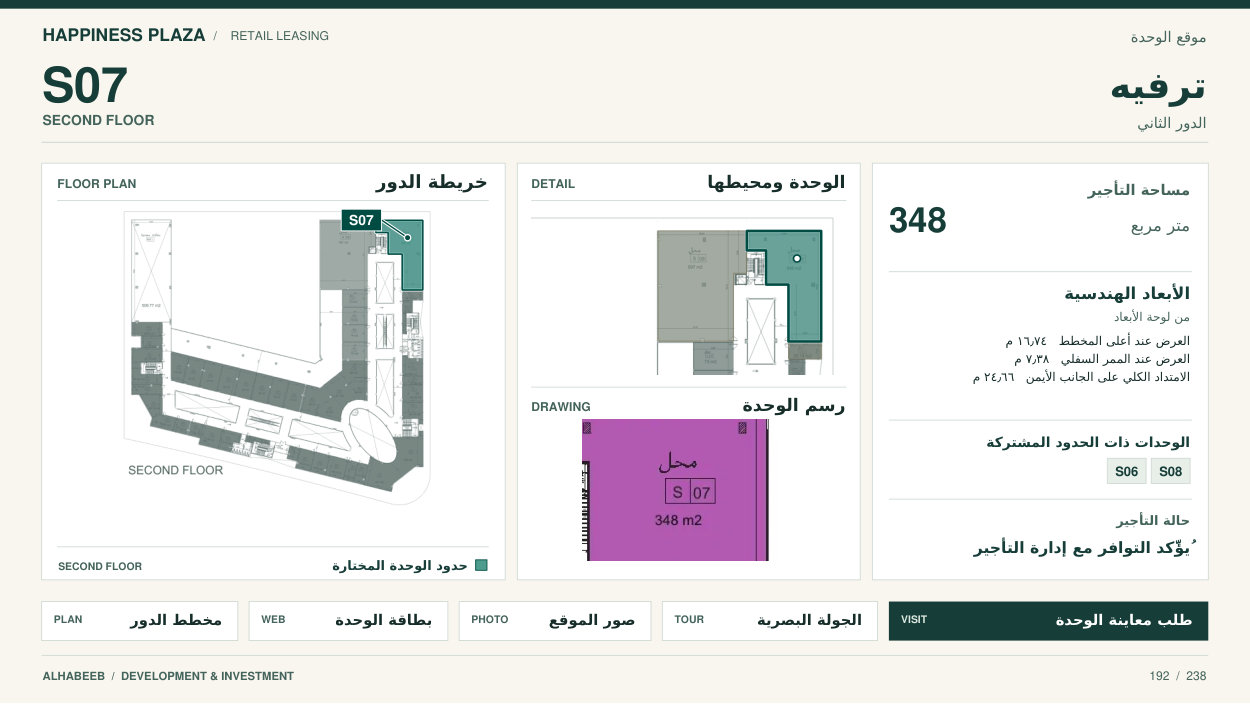 HAPPINESS PLAZA / RETAIL LEASING
موقع الوحدة
S07
ترفيه
SECOND FLOOR
الدور الثاني
FLOOR PLAN
خريطة الدور
S07
SECOND FLOOR
SECOND FLOOR
حدود الوحدة المختارة
DETAIL
الوحدة ومحيطها
DRAWING
رسم الوحدة
محل
S 07
348 m2
مساحة التأجير
348
متر مربع
الأبعاد الهندسية
من لوحة الأبعاد
العرض عند أعلى المخطط ١٦٫٧٤ م
العرض عند الممر السفلي ٧٫٣٨ م
الامتداد الكلي على الجانب الأيمن ٢٤٫٦٦ م
الوحدات ذات الحدود المشتركة
S06 S08
حالة التأجير
يؤكّد التوافر مع إدارة التأجير
PLAN مخطط الدور
WEB بطاقة الوحدة
PHOTO صور الموقع
TOUR الجولة البصرية
VISIT طلب معاينة الوحدة
ALHABEEB / DEVELOPMENT & INVESTMENT
192 / 238